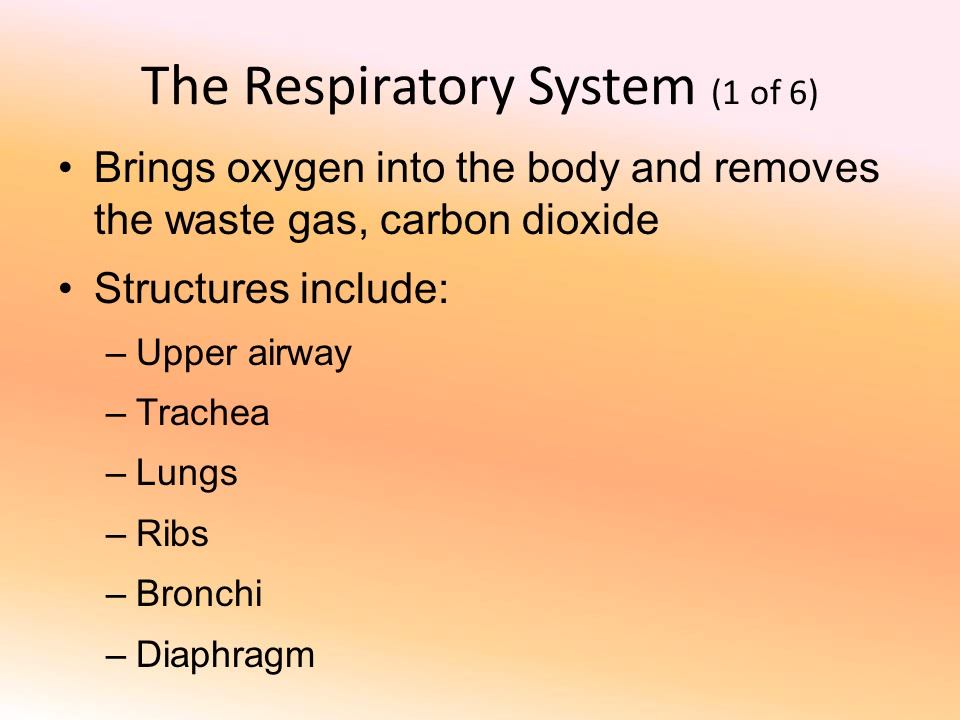 The Respiratory System (1 of 6)
• Brings oxygen into the body and removes
the waste gas, carbon dioxide
• Structures include:
– Upper airway
– Trachea
– Lungs
– Ribs
– Bronchi
– Diaphragm